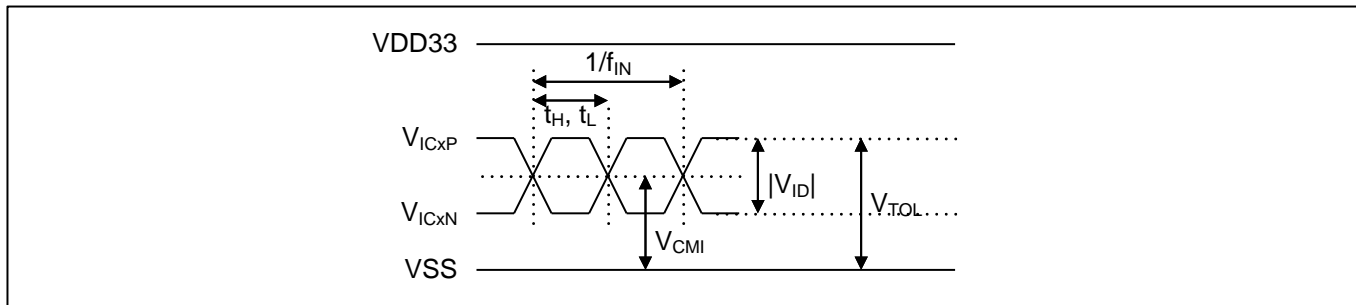 VDD33
1/fIN
tH, tL
VICxP
|VID|
VTOL
VICxN
VCMI
VSS